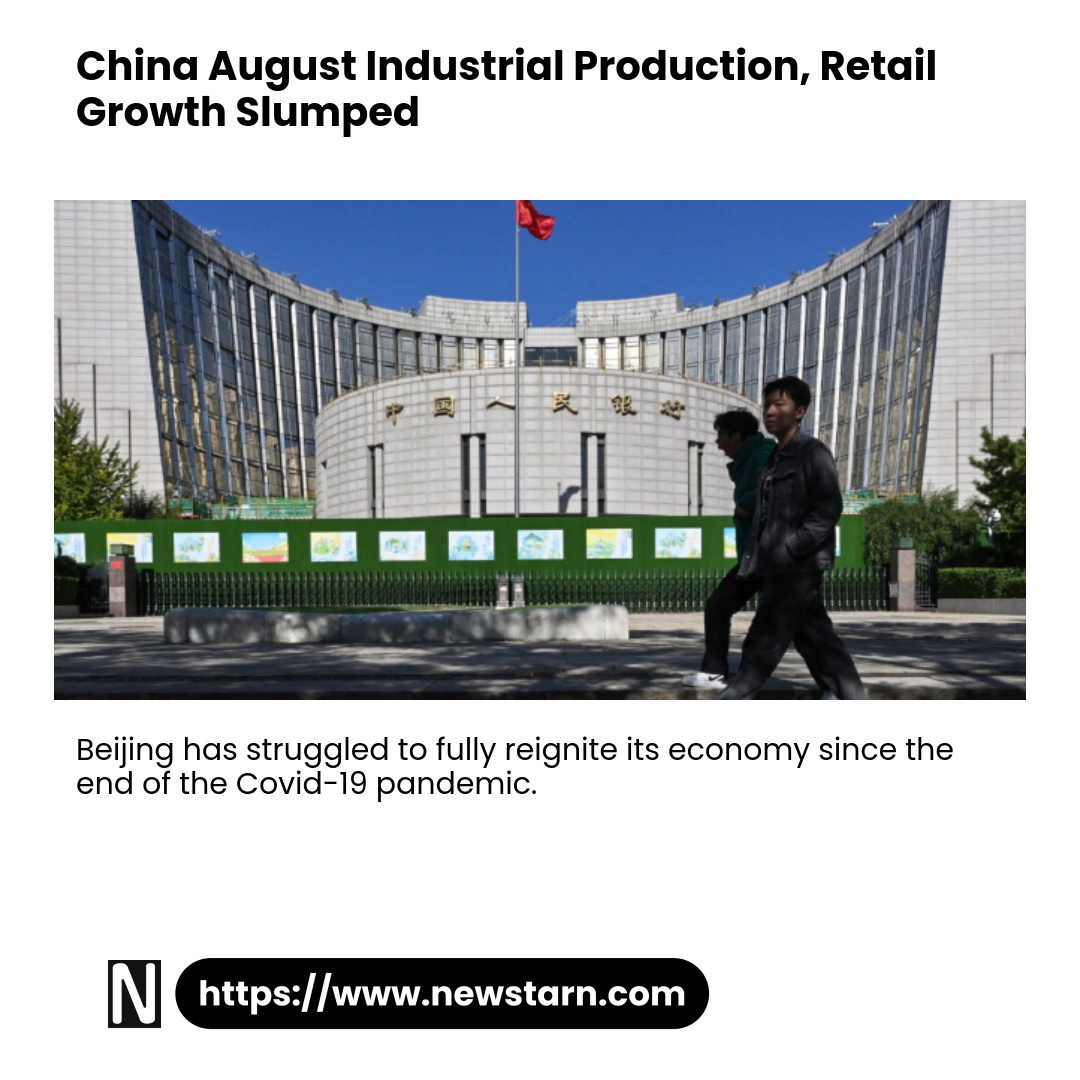 China August Industrial Production, Retail
Growth Slumped
中国人民银行
Beijing has struggled to fully reignite its economy since the
end of the Covid-19 pandemic.
N
https://www.newstarn.com